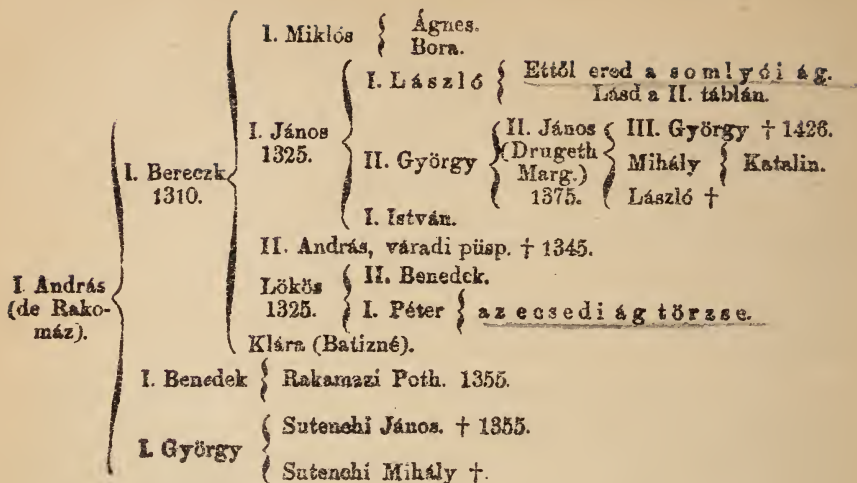 I. Miklós { Ágnes.
Bora.
I. László { Ettől ered a somlyói ág.
Lásd a II. táblán.
I. János
1325.
II. György
II. János
(Drugeth
Marg.)
1375.
III. György † 1426.
Mihály { Katalin.
László †
I. István.
I. Bereczk
1310.
II. András, váradi püsp. † 1345.
Lökös
1325.
II. Benedek.
I. Péter { az ecsedi ág törzse.
Klára (Batizné).
I. András
(de Rako-
máz).
I. Benedek { Rakamazi Poth. 1355.
I. György
Sutenchi János. † 1355.
Sutenchi Mihály †.